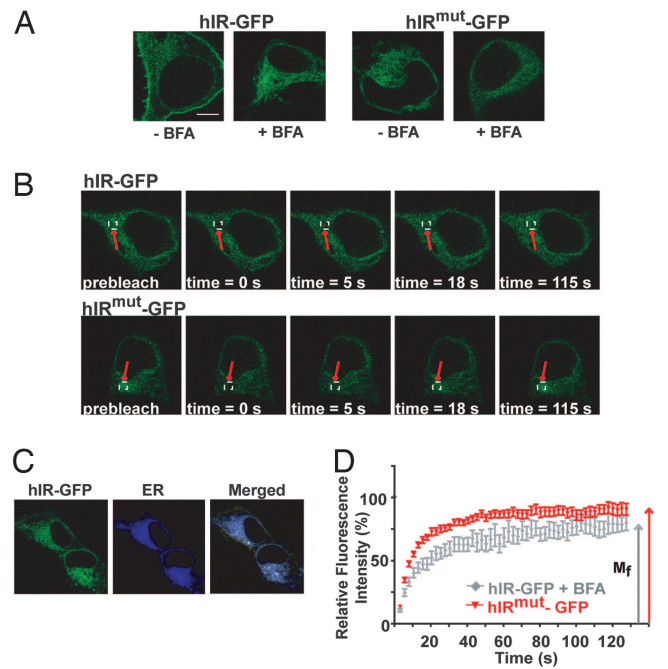 A
hIR-GFP
hIRmut-GFP
- BFA
+ BFA
- BFA
+ BFA
B
hIR-GFP
prebleach
time = 0 s
time = 5 s
time = 18 s
time = 115 s
hIRmut-GFP
prebleach
time = 0 s
time = 5 s
time = 18 s
time = 115 s
C
hIR-GFP
ER
Merged
D
Relative Fluorescence
Intensity (%)
100
75
50
25
0
20
40
60
80
100
120
Time (s)
Mf
hIR-GFP + BFA
hIRmut- GFP